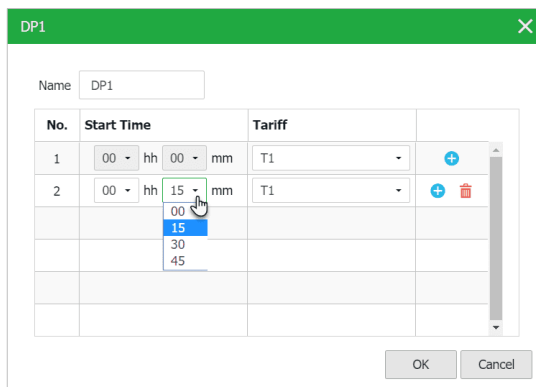 DP1
Name DP1
No. Start Time Tariff
1 00 hh 00 mm T1
2 00 hh 15 mm T1
00
15
30
45
OK Cancel